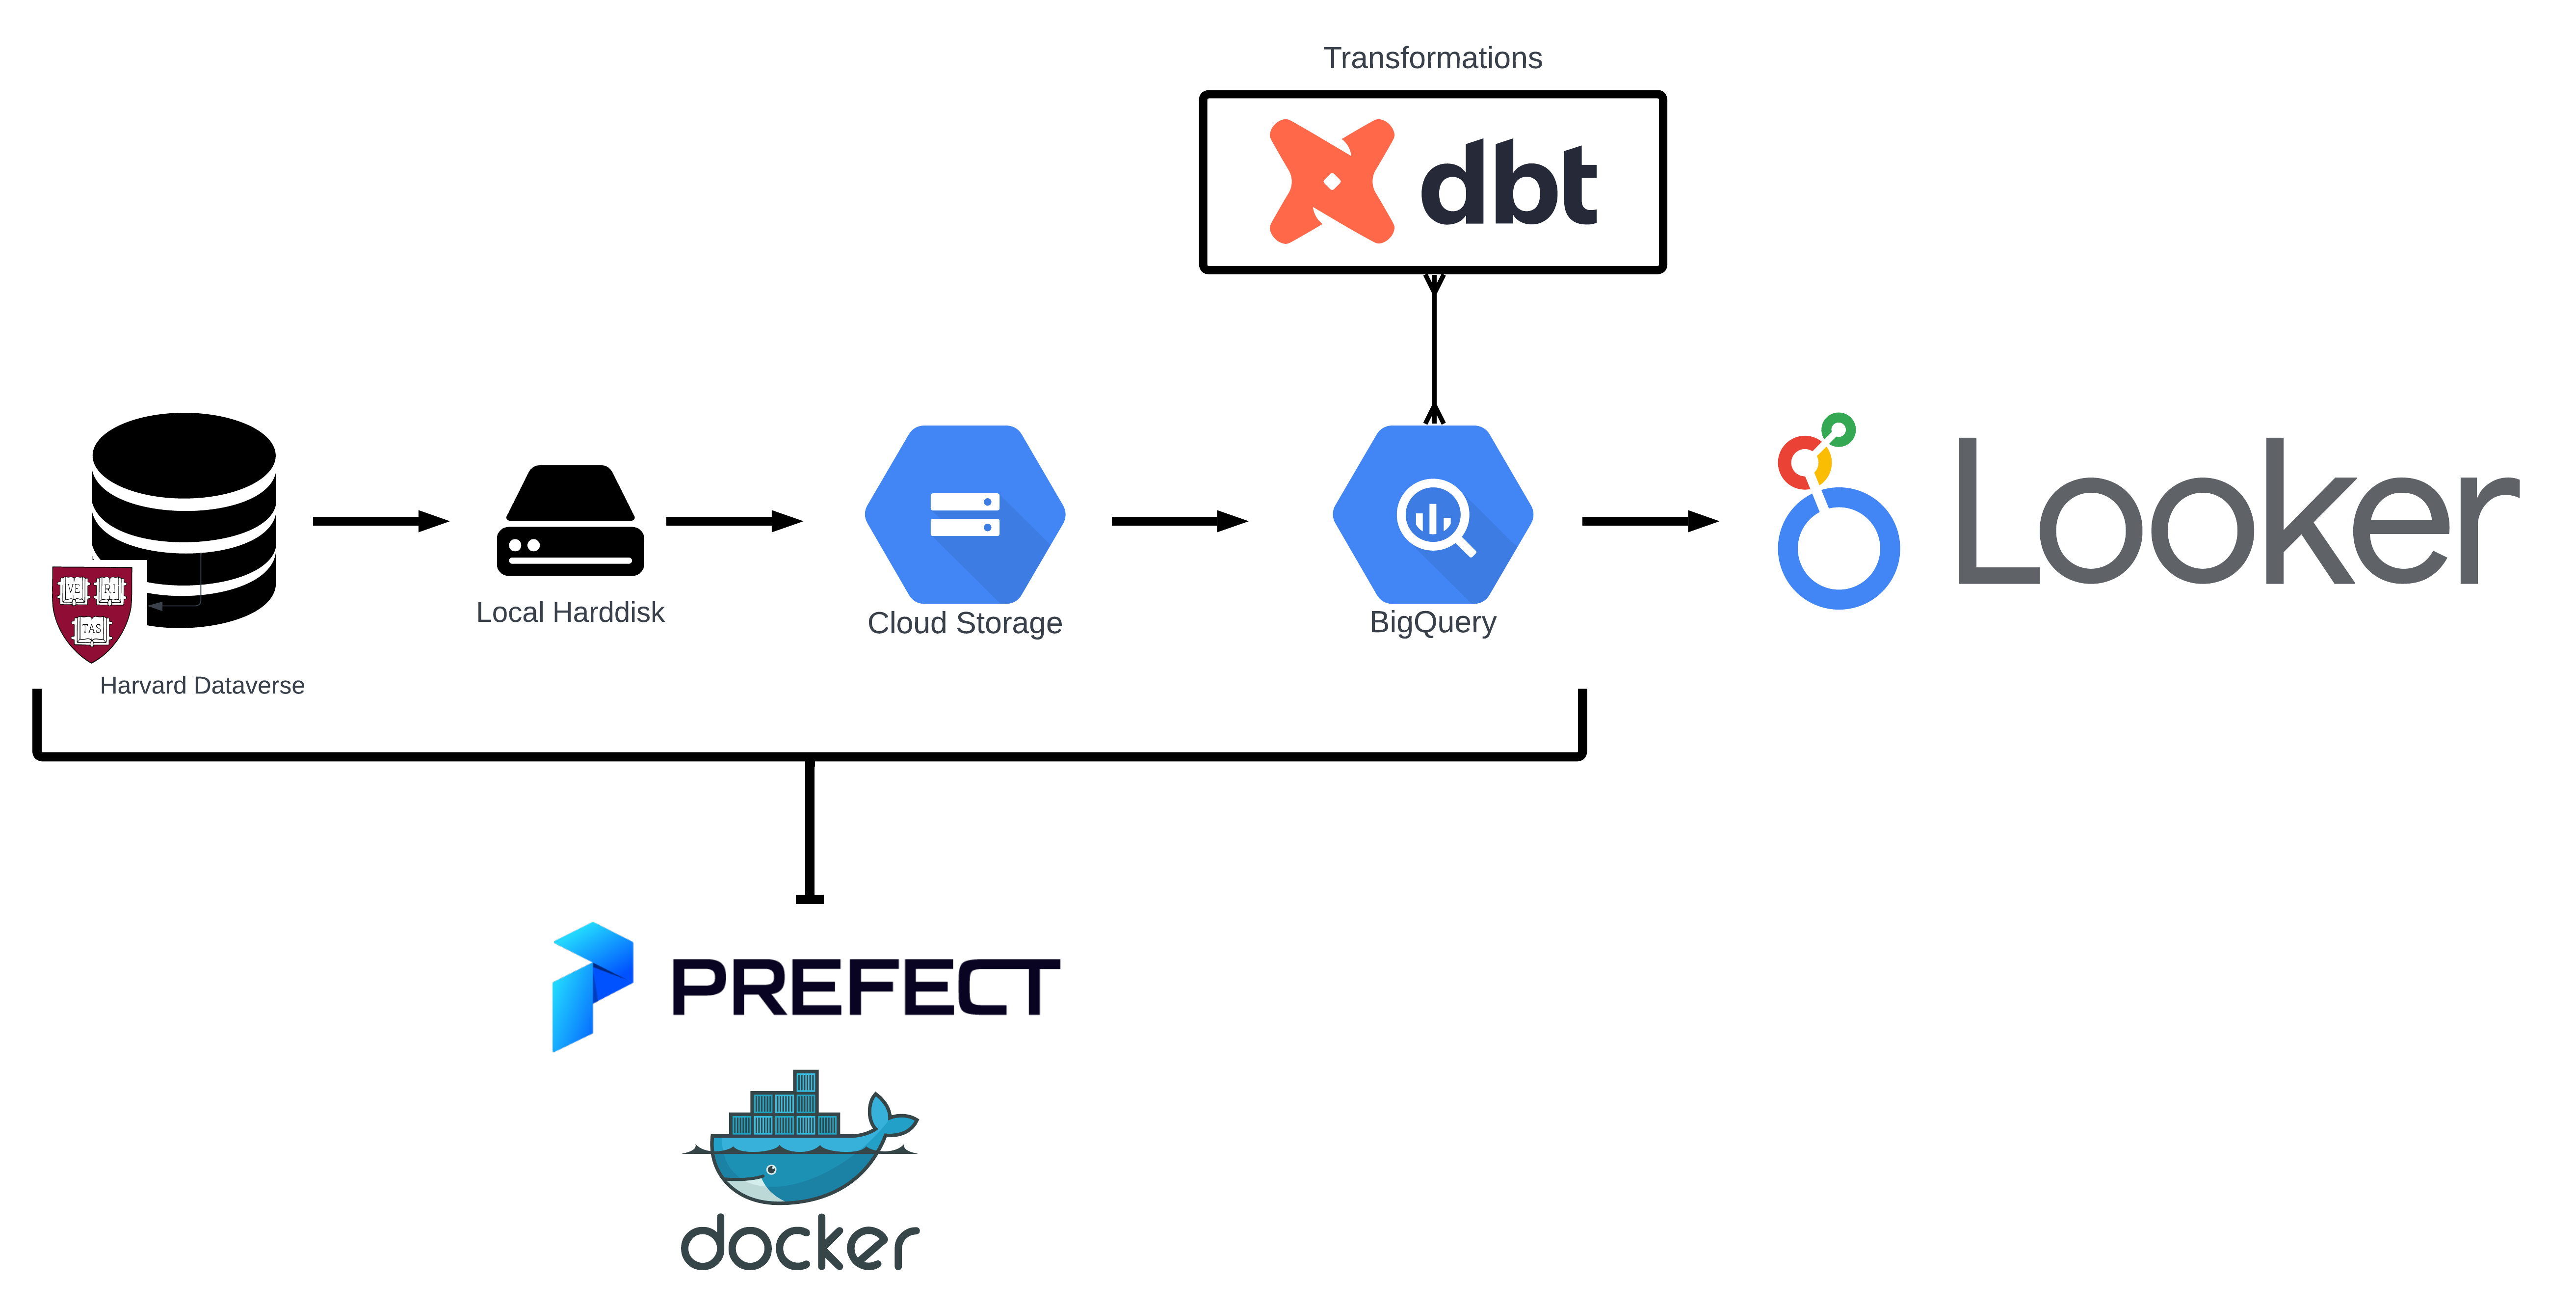 Transformations
dbt
Looker
VE RI
TAS
Local Harddisk
Cloud Storage
BigQuery
Harvard Dataverse
PREFECT
docker